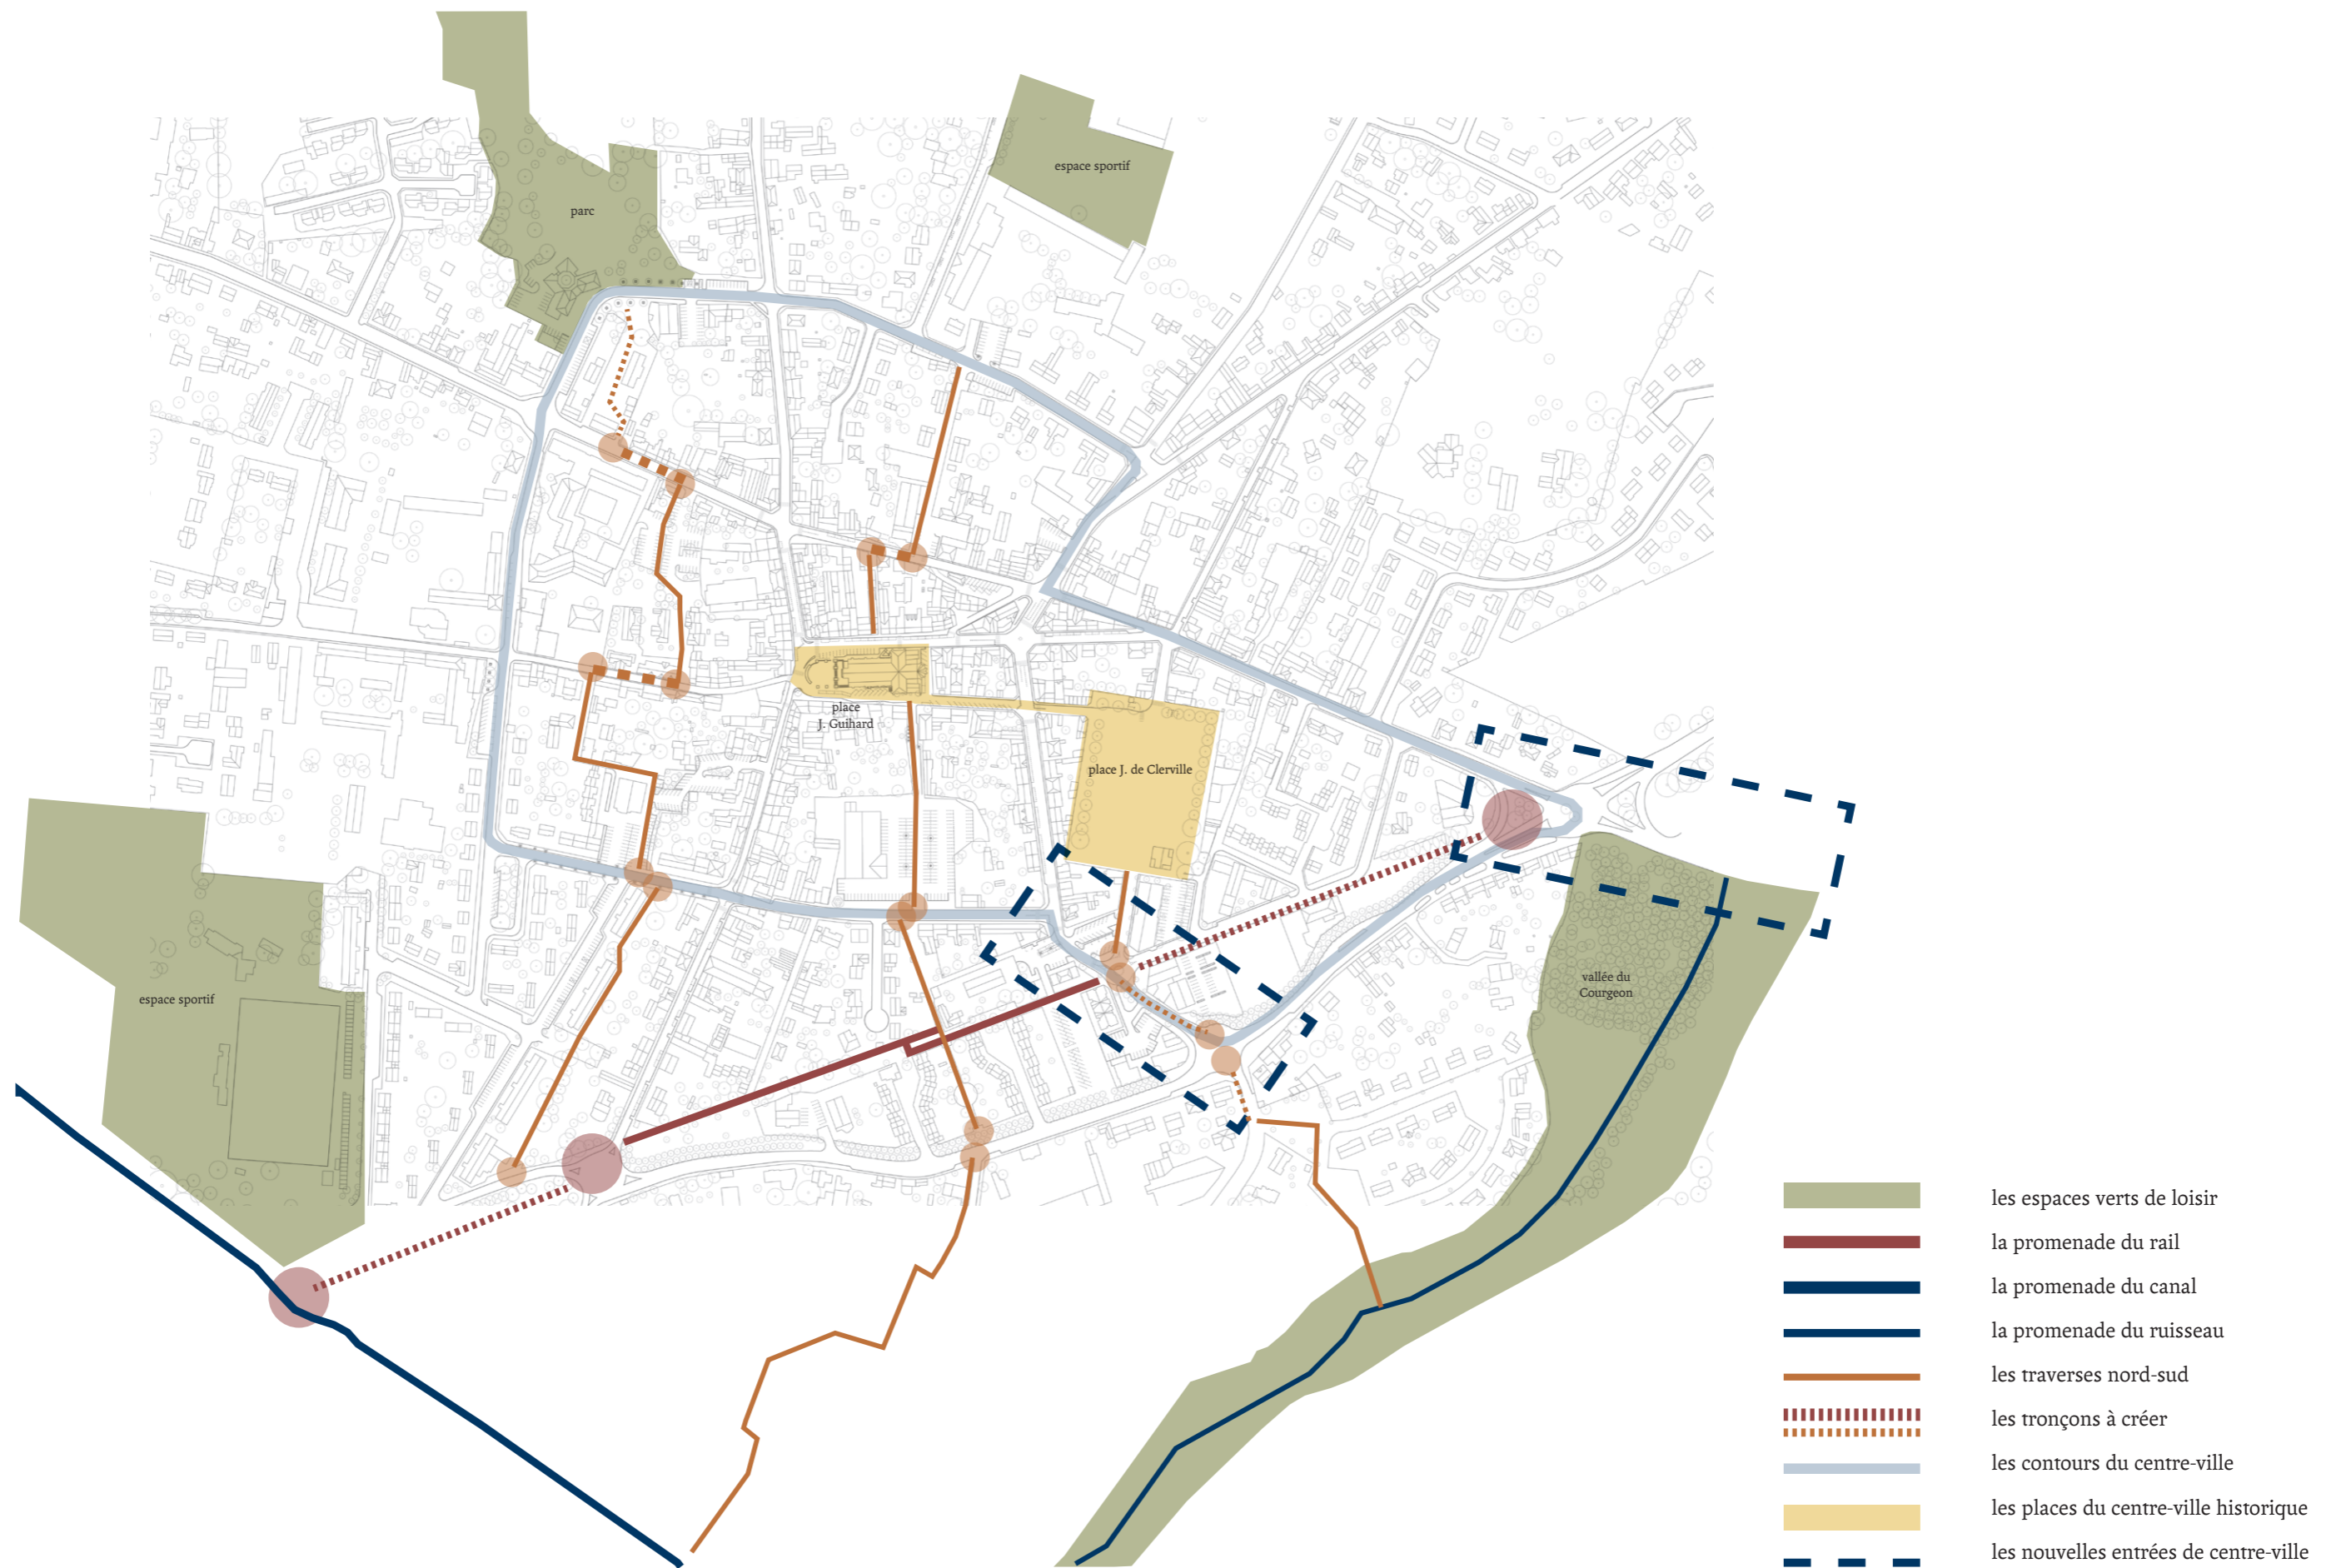 espace sportif
parc
place
J. Guihard
place J. de Clerville
vallée du
Courgeon
espace sportif
les espaces verts de loisir
la promenade du rail
la promenade du canal
la promenade du ruisseau
les traverses nord-sud
les tronçons à créer
les contours du centre-ville
les places du centre-ville historique
les nouvelles entrées de centre-ville